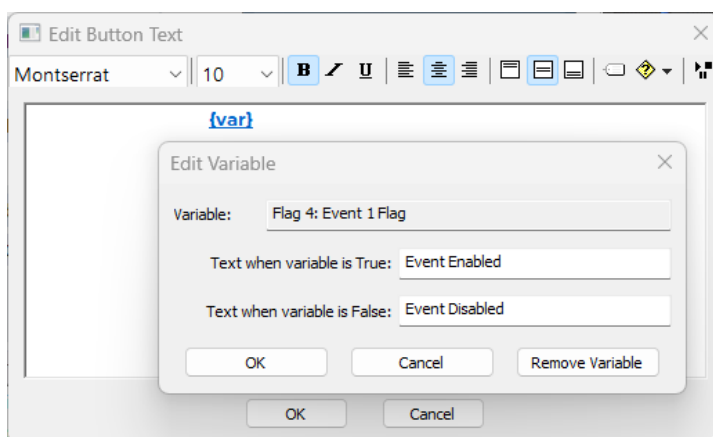 Edit Button Text
Montserrat 10 B I U
{var}
Edit Variable
Variable: Flag 4: Event 1 Flag
Text when variable is True: Event Enabled
Text when variable is False: Event Disabled
OK Cancel Remove Variable
OK Cancel